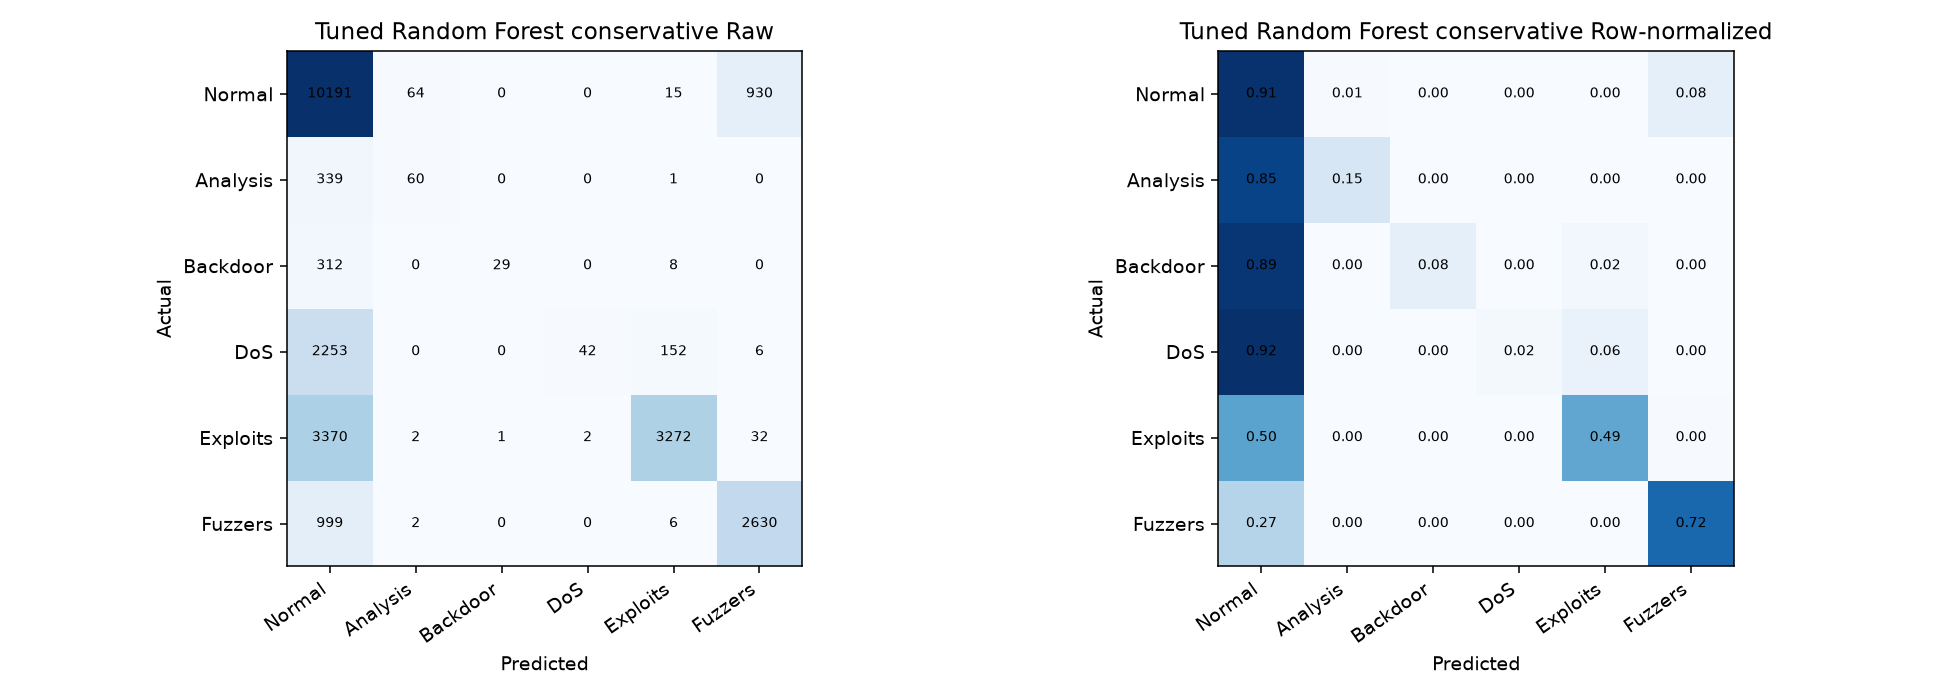 Tuned Random Forest conservative Raw
Normal 10191 64 0 0 15 930
Analysis 339 60 0 0 1 0
Backdoor 312 0 29 0 8 0
DoS 2253 0 0 42 152 6
Exploits 3370 2 1 2 3272 32
Fuzzers 999 2 0 0 6 2630
Actual
Normal Analysis Backdoor DoS Exploits Fuzzers
Predicted
Tuned Random Forest conservative Row-normalized
Normal 0.91 0.01 0.00 0.00 0.00 0.08
Analysis 0.85 0.15 0.00 0.00 0.00 0.00
Backdoor 0.89 0.00 0.08 0.00 0.02 0.00
DoS 0.92 0.00 0.00 0.02 0.06 0.00
Exploits 0.50 0.00 0.00 0.00 0.49 0.00
Fuzzers 0.27 0.00 0.00 0.00 0.00 0.72
Actual
Normal Analysis Backdoor DoS Exploits Fuzzers
Predicted